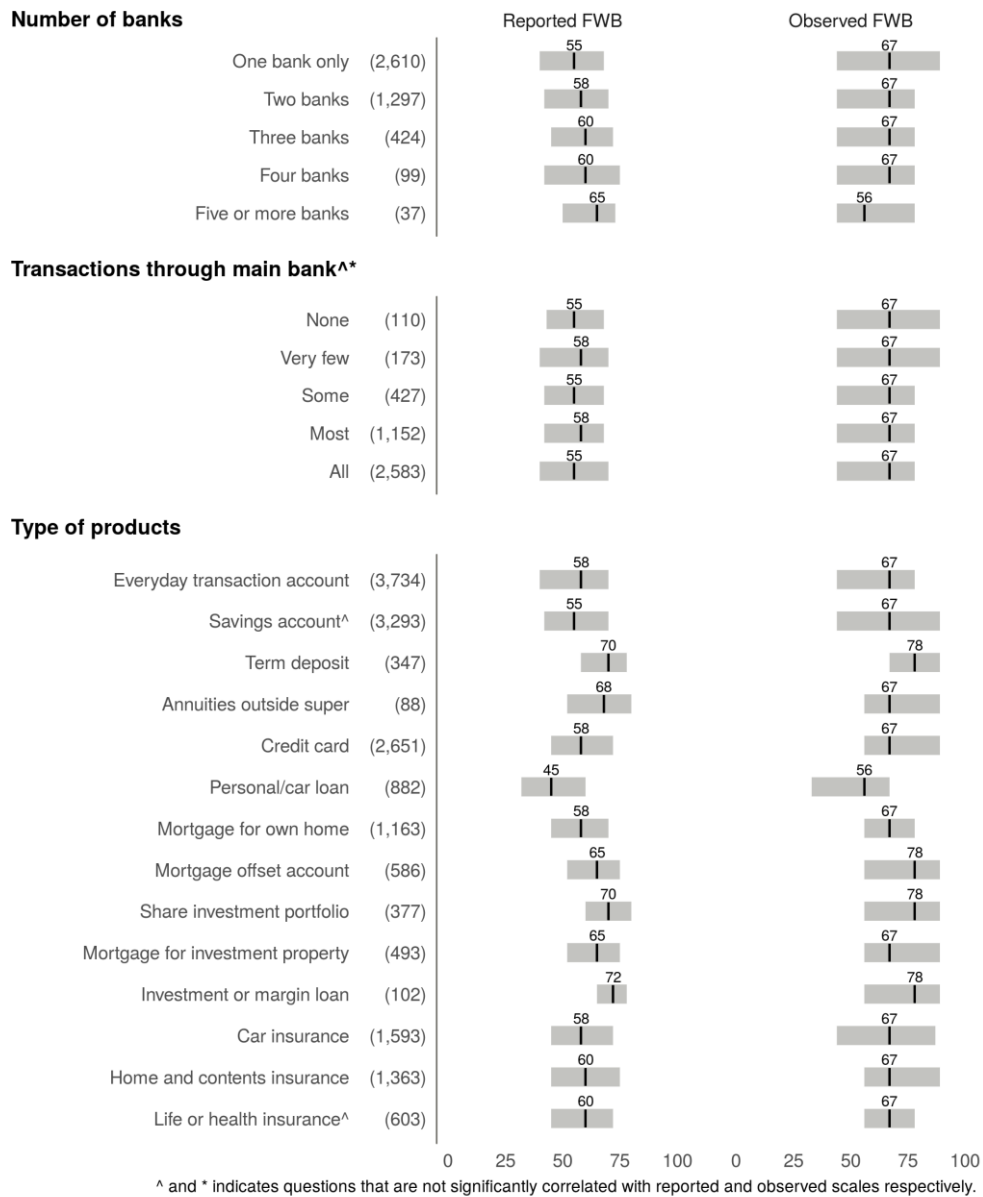 Number of banks Reported FWB Observed FWB
One bank only (2,610) 55 67
Two banks (1,297) 58 67
Three banks (424) 60 67
Four banks (99) 60 67
Five or more banks (37) 65 56
Transactions through main bank^*
None (110) 55 67
Very few (173) 58 67
Some (427) 55 67
Most (1,152) 58 67
All (2,583) 55 67
Type of products
Everyday transaction account (3,734) 58 67
Savings account^ (3,293) 55 67
Term deposit (347) 70 78
Annuities outside super (88) 68 67
Credit card (2,651) 58 67
Personal/car loan (882) 45 56
Mortgage for own home (1,163) 58 67
Mortgage offset account (586) 65 78
Share investment portfolio (377) 70 78
Mortgage for investment property (493) 65 67
Investment or margin loan (102) 72 78
Car insurance (1,593) 58 67
Home and contents insurance (1,363) 60 67
Life or health insurance^ (603) 60 67
0 25 50 75 100 0 25 50 75 100
^ and * indicates questions that are not significantly correlated with reported and observed scales respectively.